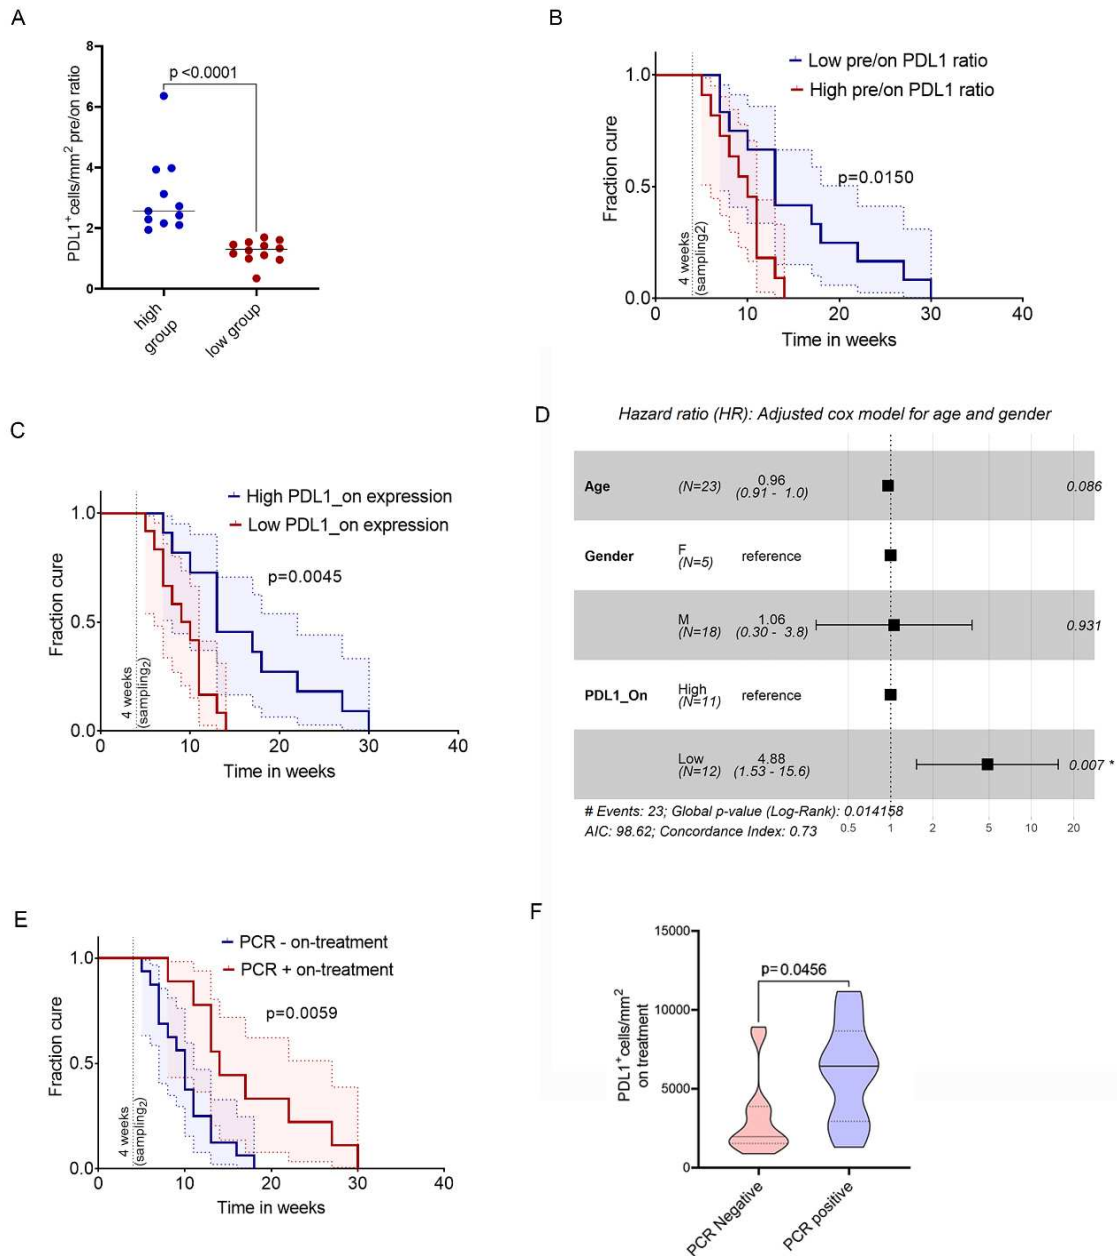 A
PDL1+cells/mm2 pre/on ratio
8
6
4
2
0
p <0.0001
high
group
low group
B
Low pre/on PDL1 ratio
High pre/on PDL1 ratio
Fraction cure
1.0
0.5
0.0
p=0.0150
4 weeks
(sampling2)
0
10
20
30
40
Time in weeks
C
High PDL1_on expression
Low PDL1_on expression
Fraction cure
1.0
0.5
0.0
p=0.0045
4 weeks
(sampling2)
0
10
20
30
40
Time in weeks
D
Hazard ratio (HR): Adjusted cox model for age and gender
Age (N=23) 0.96 (0.91 - 1.0) 0.086
Gender F (N=5) reference
M (N=18) 1.06 (0.30 - 3.8) 0.931
PDL1_On High (N=11) reference
Low (N=12) 4.88 (1.53 - 15.6) 0.007 *
# Events: 23; Global p-value (Log-Rank): 0.014158
AIC: 98.62; Concordance Index: 0.73
0.5 1 2 5 10 20
E
PCR - on-treatment
PCR + on-treatment
Fraction cure
1.0
0.5
0.0
p=0.0059
4 weeks
(sampling2)
0
10
20
30
40
Time in weeks
F
PDL1+cells/mm2
on treatment
15000
10000
5000
0
p=0.0456
PCR Negative
PCR positive